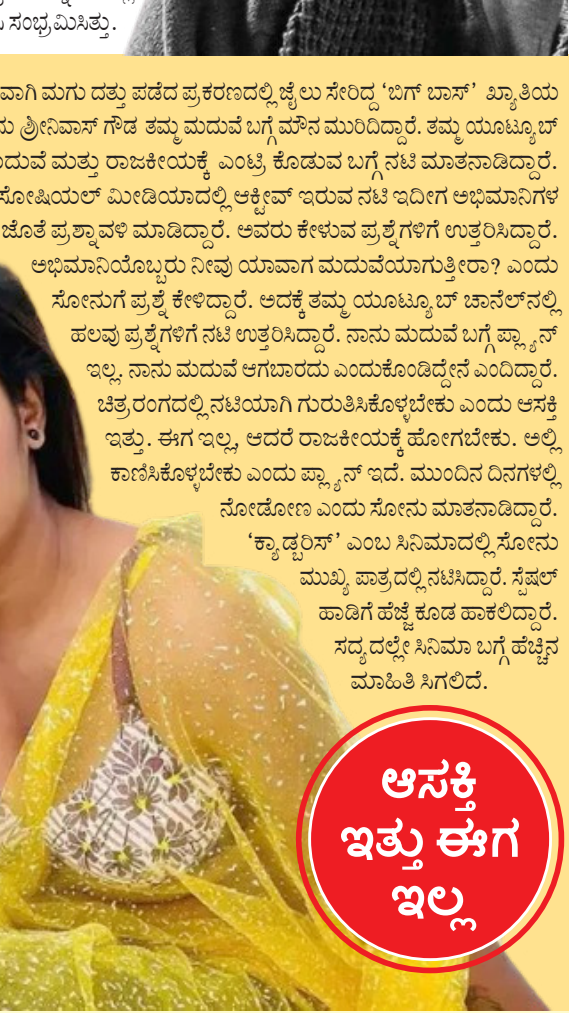 ಸಂಭ್ರಮಿಸಿತ್ತು.
ವಾಗಿ ಮಗು ದತ್ತು ಪಡೆದ ಪ್ರಕರಣದಲ್ಲಿ ಜೈಲು ಸೇರಿದ್ದ ‘ಬಿಗ್ ಬಾಸ್’ ಖ್ಯಾತಿಯ
ಶ್ರೀನಿವಾಸ್ ಗೌಡ ತಮ್ಮ ಮದುವೆ ಬಗ್ಗೆ ಮೌನ ಮುರಿದಿದ್ದಾರೆ. ತಮ್ಮ ಯೂಟ್ಯೂಬ್
ಮದುವೆ ಮತ್ತು ರಾಜಕೀಯಕ್ಕೆ ಎಂಟ್ರಿ ಕೊಡುವ ಬಗ್ಗೆ ನಟಿ ಮಾತನಾಡಿದ್ದಾರೆ.
ಸೋಷಿಯಲ್ ಮೀಡಿಯಾದಲ್ಲಿ ಆಕ್ಟೀವ್ ಇರುವ ನಟಿ ಇದೀಗ ಅಭಿಮಾನಿಗಳ
ಜೊತೆ ಪ್ರಶ್ನಾವಳಿ ಮಾಡಿದ್ದಾರೆ. ಅವರು ಕೇಳುವ ಪ್ರಶ್ನೆಗಳಿಗೆ ಉತ್ತರಿಸಿದ್ದಾರೆ.
ಅಭಿಮಾನಿಯೊಬ್ಬರು ನೀವು ಯಾವಾಗ ಮದುವೆಯಾಗುತ್ತೀರಾ? ಎಂದು
ಸೋನುಗೆ ಪ್ರಶ್ನೆ ಕೇಳಿದ್ದಾರೆ. ಅದಕ್ಕೆ ತಮ್ಮ ಯೂಟ್ಯೂಬ್ ಚಾನೆಲ್‌ನಲ್ಲಿ
ಹಲವು ಪ್ರಶ್ನೆಗಳಿಗೆ ನಟಿ ಉತ್ತರಿಸಿದ್ದಾರೆ. ನಾನು ಮದುವೆ ಬಗ್ಗೆ ಪ್ಲ್ಯಾನ್
ಇಲ್ಲ. ನಾನು ಮದುವೆ ಆಗಬಾರದು ಎಂದುಕೊಂಡಿದ್ದೇನೆ ಎಂದಿದ್ದಾರೆ.
ಚಿತ್ರರಂಗದಲ್ಲಿ ನಟಿಯಾಗಿ ಗುರುತಿಸಿಕೊಳ್ಳಬೇಕು ಎಂದು ಆಸಕ್ತಿ
ಇತ್ತು. ಈಗ ಇಲ್ಲ, ಆದರೆ ರಾಜಕೀಯಕ್ಕೆ ಹೋಗಬೇಕು. ಅಲ್ಲಿ
ಕಾಣಿಸಿಕೊಳ್ಳಬೇಕು ಎಂದು ಪ್ಲ್ಯಾನ್ ಇದೆ. ಮುಂದಿನ ದಿನಗಳಲ್ಲಿ
ನೋಡೋಣ ಎಂದು ಸೋನು ಮಾತನಾಡಿದ್ದಾರೆ.
‘ಕ್ಯಾಡ್ಬರಿಸ್’ ಎಂಬ ಸಿನಿಮಾದಲ್ಲಿ ಸೋನು
ಮುಖ್ಯ ಪಾತ್ರದಲ್ಲಿ ನಟಿಸಿದ್ದಾರೆ. ಸ್ಪೆಷಲ್
ಹಾಡಿಗೆ ಹೆಜ್ಜೆ ಕೂಡ ಹಾಕಲಿದ್ದಾರೆ.
ಸದ್ಯದಲ್ಲೇ ಸಿನಿಮಾ ಬಗ್ಗೆ ಹೆಚ್ಚಿನ
ಮಾಹಿತಿ ಸಿಗಲಿದೆ.
ಆಸಕ್ತಿ
ಇತ್ತು ಈಗ
ಇಲ್ಲ